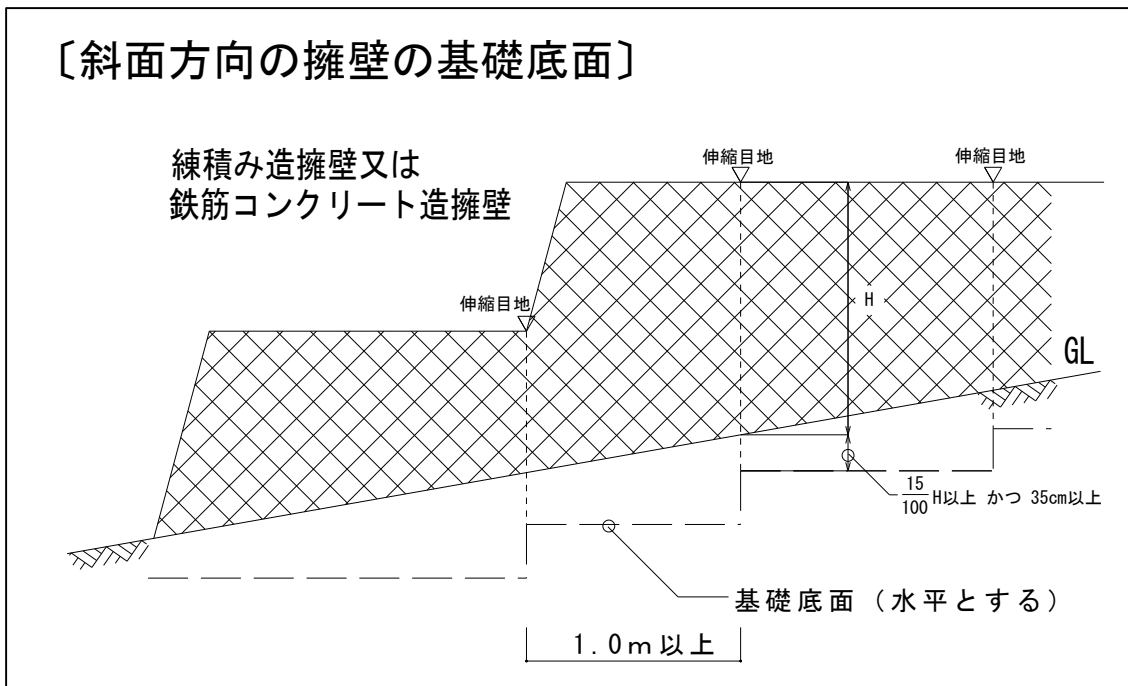 〔斜面方向の擁壁の基礎底面〕
練積み造擁壁又は
鉄筋コンクリート造擁壁
伸縮目地
伸縮目地
伸縮目地
H
GL
15/100 H以上 かつ 35cm以上
基礎底面（水平とする）
1.0m以上